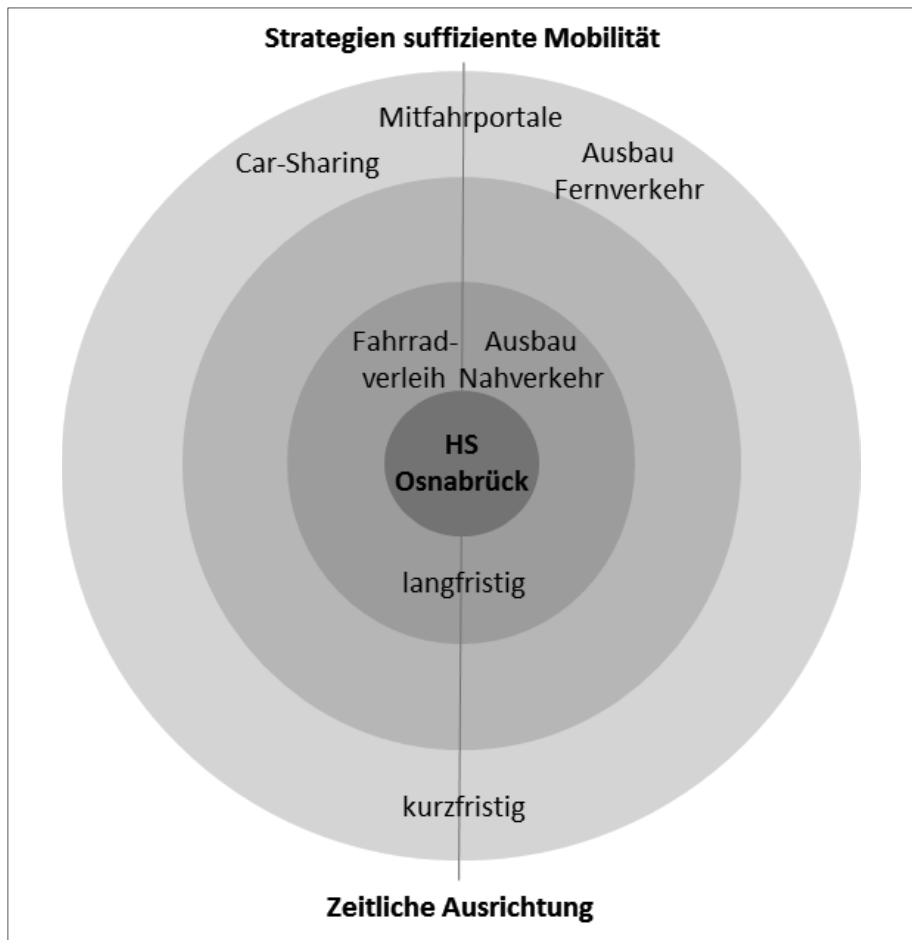 Strategien suffiziente Mobilität
Mitfahrportale
Car-Sharing
Ausbau
Fernverkehr
Fahrrad-
verleih
Ausbau
Nahverkehr
HS
Osnabrück
langfristig
kurzfristig
Zeitliche Ausrichtung